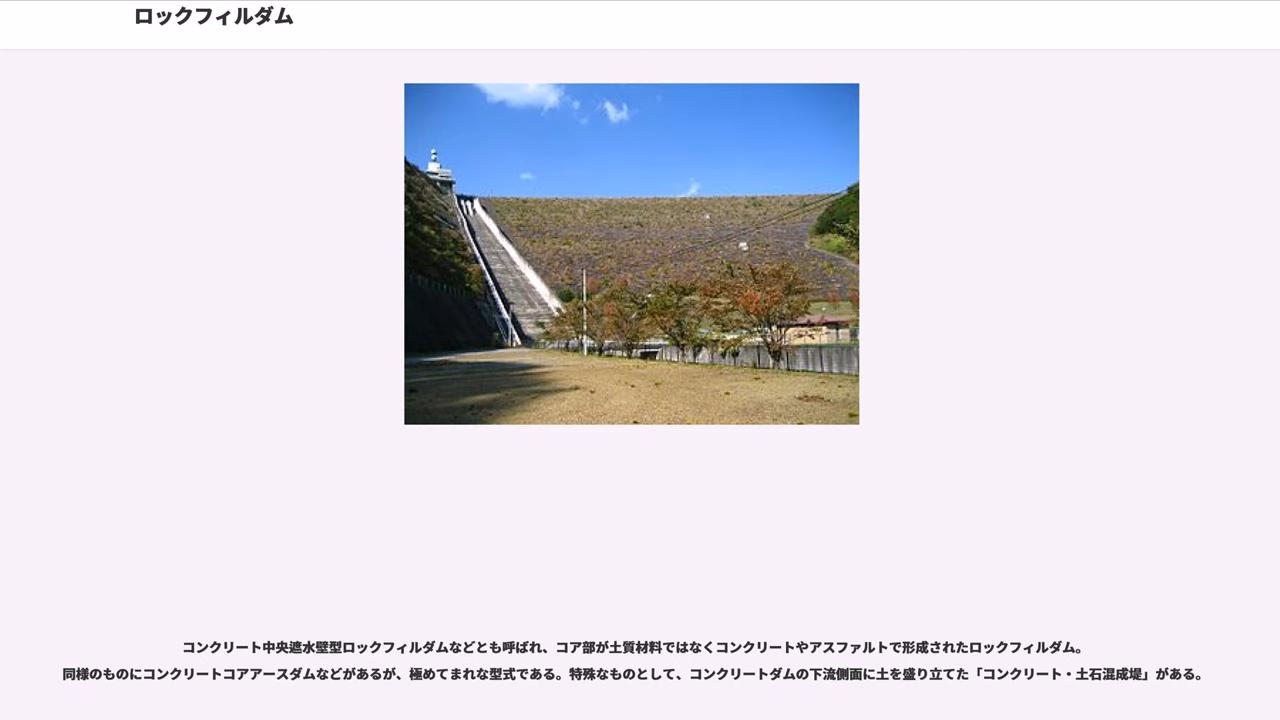 ロックフィルダム
コンクリート中央遮水壁型ロックフィルダムなどとも呼ばれ、コア部が土質材料ではなくコンクリートやアスファルトで形成されたロックフィルダム。
同様のものにコンクリートコアアースダムなどがあるが、極めてまれな型式である。特殊なものとして、コンクリートダムの下流側面に土を盛り立てた「コンクリート・土石混成堤」がある。